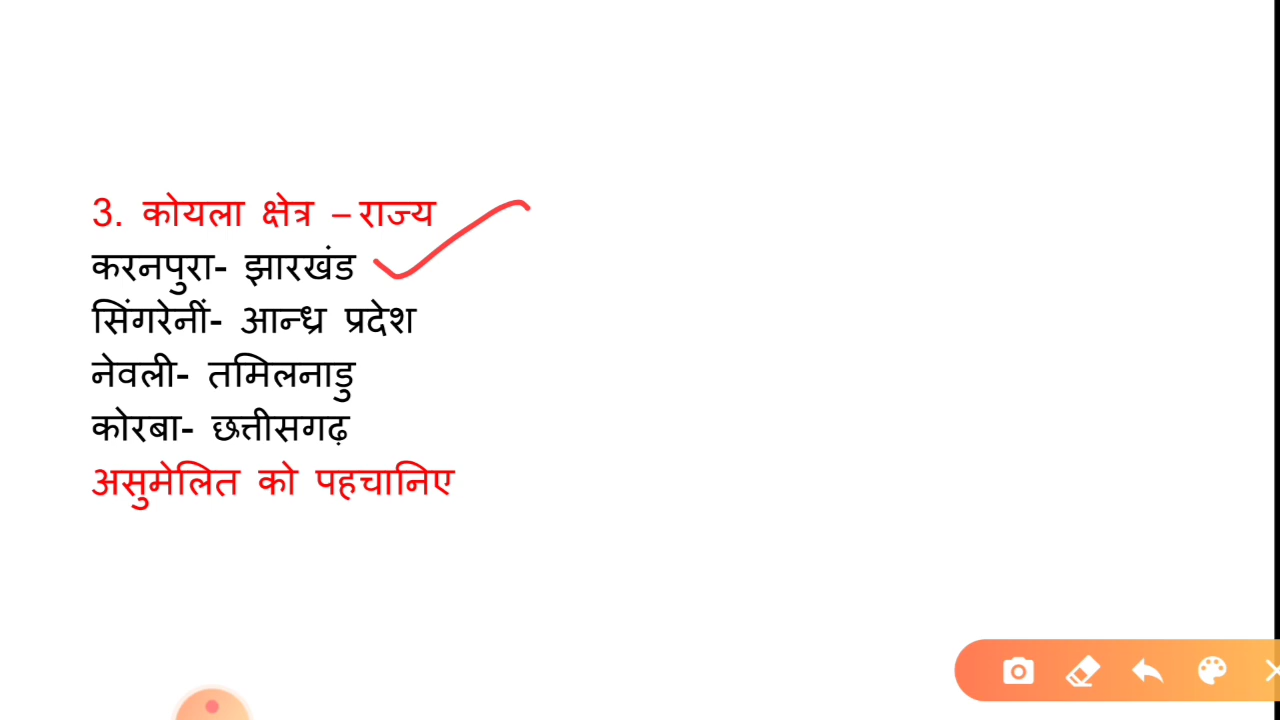 3. कोयला क्षेत्र – राज्य
करनपुरा- झारखंड
सिंगरेनीं- आन्ध्र प्रदेश
नेवली- तमिलनाडु
कोरबा- छत्तीसगढ़
असुमेलित को पहचानिए